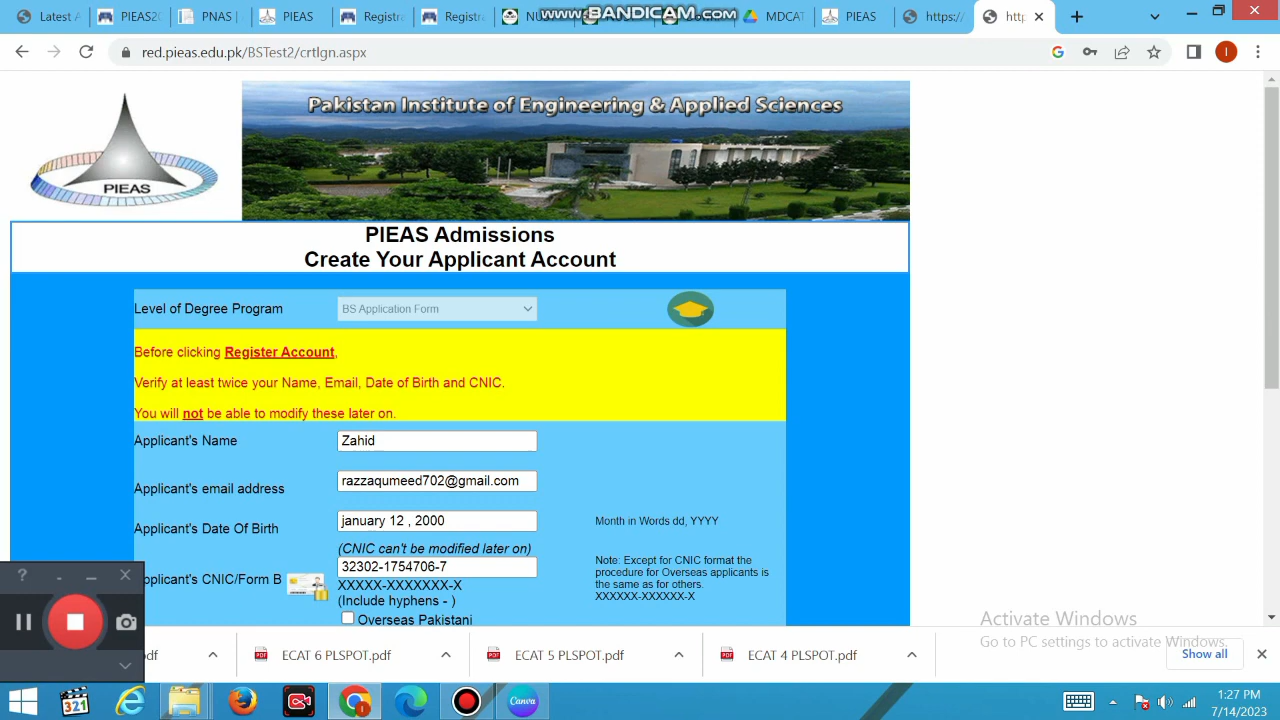 Latest A
PIEAS2
PNAS |
PIEAS
Registra
Registra
NU
www.BANDICAM.com
MDCAT
PIEAS
https://
http
red.pieas.edu.pk/BSTest2/crtlgn.aspx
I
Pakistan Institute of Engineering & Applied Sciences
PIEAS
PIEAS Admissions
Create Your Applicant Account
Level of Degree Program
BS Application Form
Before clicking Register Account,
Verify at least twice your Name, Email, Date of Birth and CNIC.
You will not be able to modify these later on.
Applicant's Name
Zahid
Applicant's email address
razzaqumeed702@gmail.com
Applicant's Date Of Birth
january 12 , 2000
Month in Words dd, YYYY
(CNIC can't be modified later on)
pplicant's CNIC/Form B
32302-1754706-7
XXXXX-XXXXXXX-X
(Include hyphens - )
Overseas Pakistani
Note: Except for CNIC format the
procedure for Overseas applicants is
the same as for others.
XXXXXX-XXXXXX-X
Activate Windows
Go to PC settings to activate Windows.
odf
ECAT 6 PLSPOT.pdf
ECAT 5 PLSPOT.pdf
ECAT 4 PLSPOT.pdf
Show all
321
Canva
1:27 PM
7/14/2023